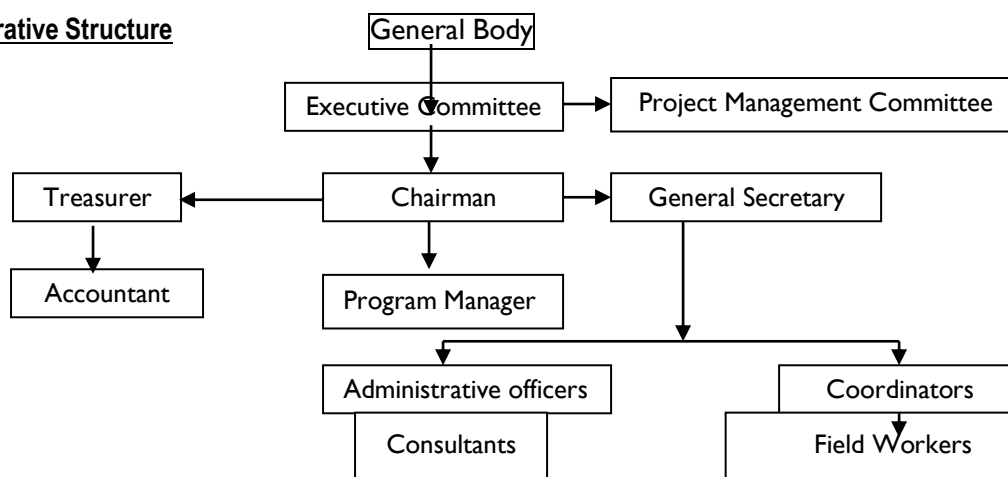 rative Structure
General Body
Executive Committee
Project Management Committee
Treasurer
Chairman
General Secretary
Accountant
Program Manager
Administrative officers
Coordinators
Consultants
Field Workers